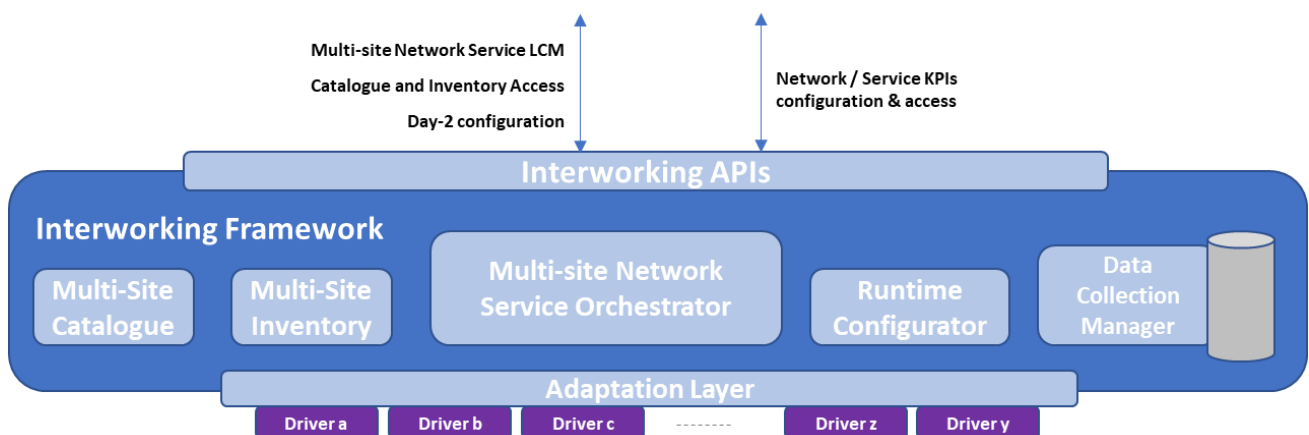 Multi-site Network Service LCM
Catalogue and Inventory Access
Day-2 configuration
Network / Service KPIs
configuration & access
Interworking APIs
Interworking Framework
Multi-Site
Catalogue
Multi-Site
Inventory
Multi-site Network
Service Orchestrator
Runtime
Configurator
Data
Collection
Manager
Adaptation Layer
Driver a
Driver b
Driver c
--------
Driver z
Driver y